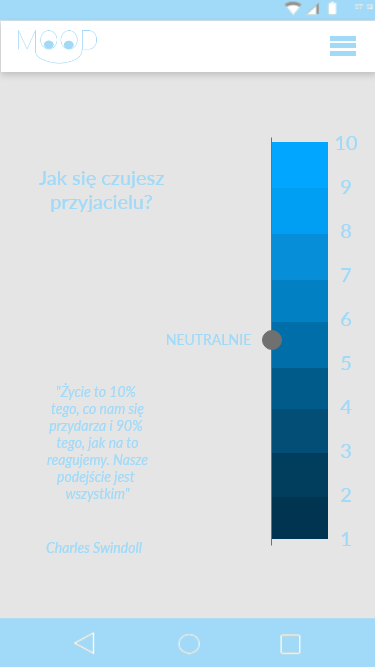 MOOD
Jak się czujesz
przyjacielu?
10
9
8
7
6
NEUTRALNIE
5
4
3
2
1
"Życie to 10%
tego, co nam się
przydarza i 90%
tego, jak na to
reagujemy. Nasze
podejście jest
wszystkim"
Charles Swindoll